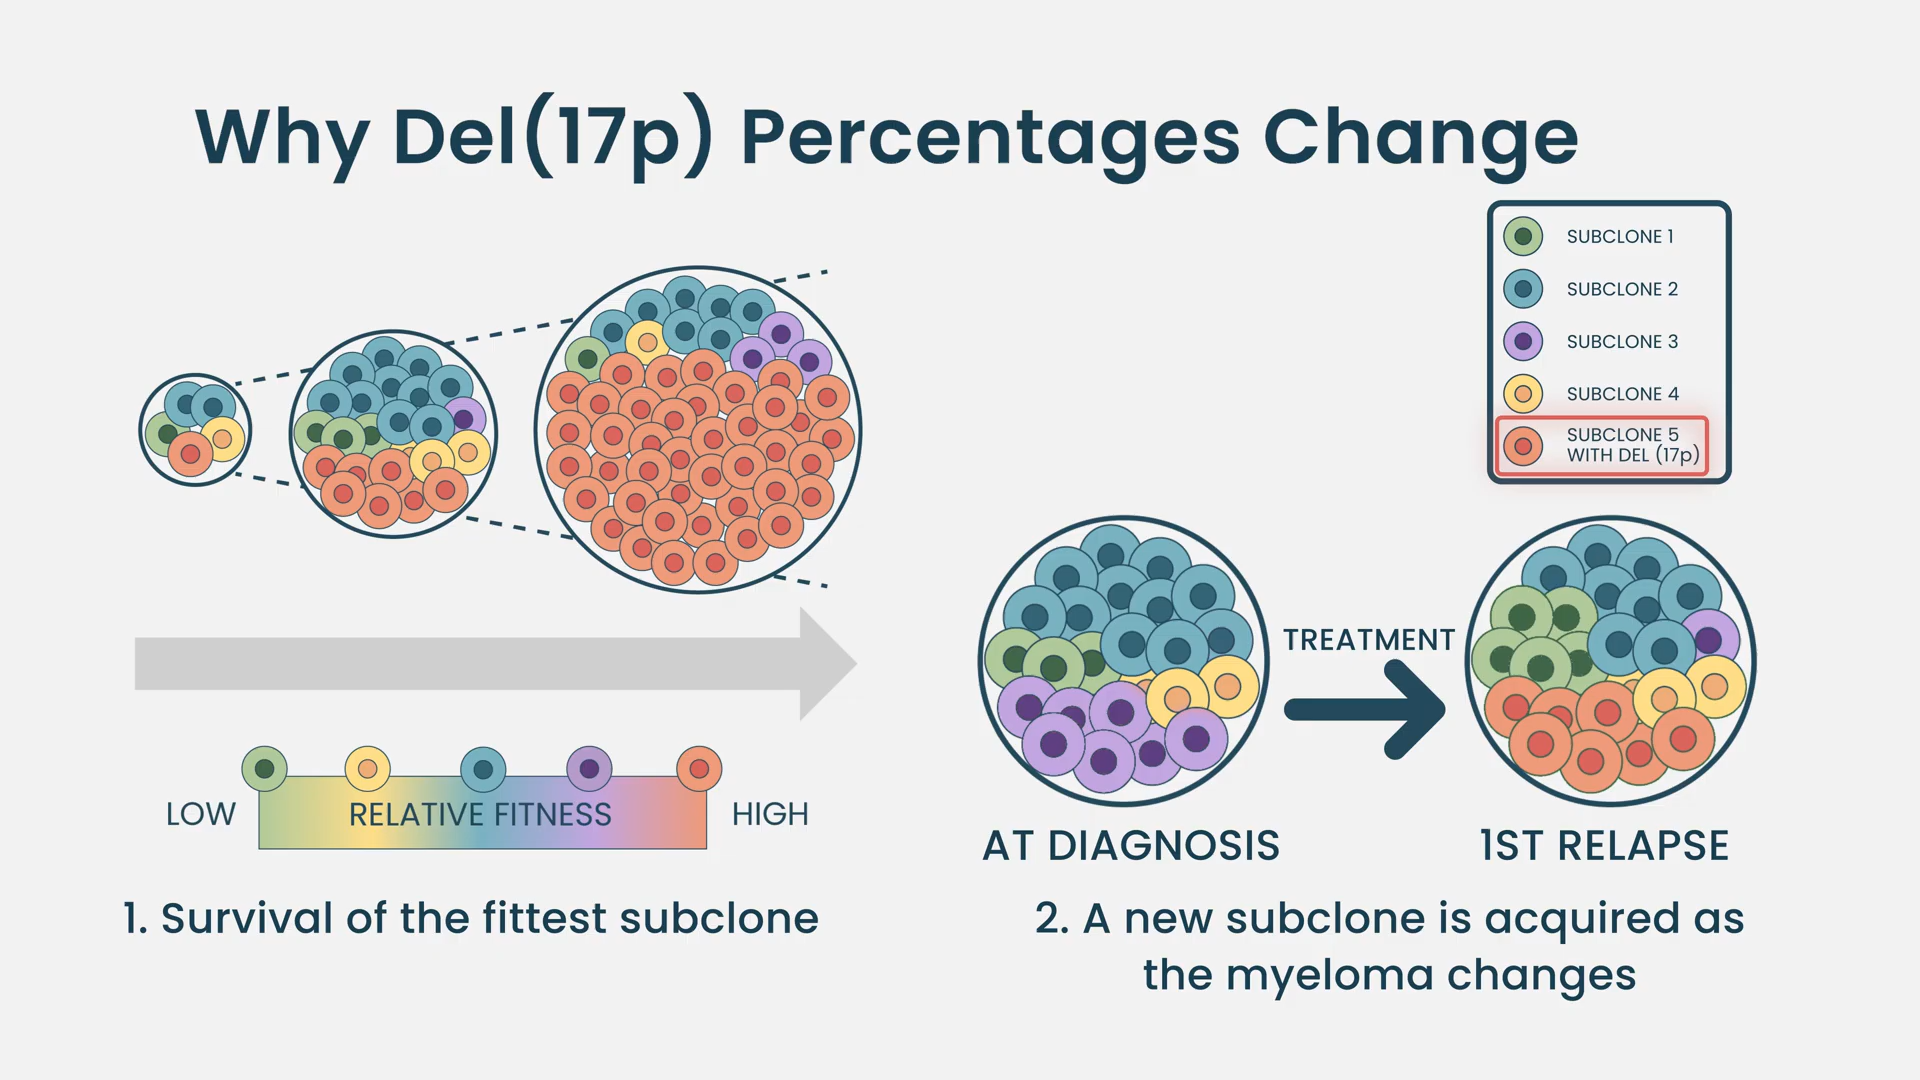 Why Del(17p) Percentages Change
SUBCLONE 1
SUBCLONE 2
SUBCLONE 3
SUBCLONE 4
SUBCLONE 5
WITH DEL (17p)
LOW
RELATIVE FITNESS
HIGH
1. Survival of the fittest subclone
TREATMENT
AT DIAGNOSIS
1ST RELAPSE
2. A new subclone is acquired as
the myeloma changes